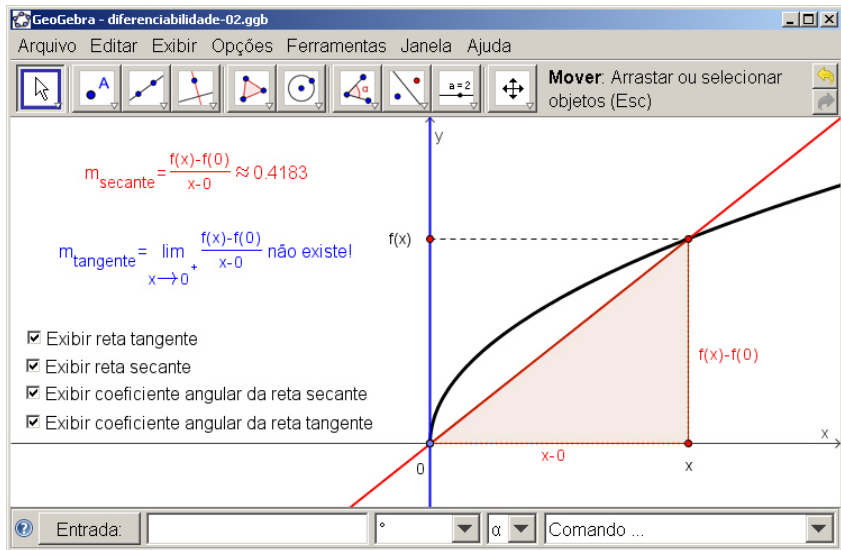 GeoGebra - diferenciabilidade-02.ggb
Arquivo Editar Exibir Opções Ferramentas Janela Ajuda
A
α
a=2
Mover: Arrastar ou selecionar
objetos (Esc)
y
m_secante = f(x)-f(0)/x-0 ≈ 0.4183
f(x)
m_tangente = lim x→0⁺ f(x)-f(0)/x-0 não existe!
Exibir reta tangente
Exibir reta secante
Exibir coeficiente angular da reta secante
Exibir coeficiente angular da reta tangente
f(x)-f(0)
x
x-0
0
x
Entrada:
°
α
Comando ...